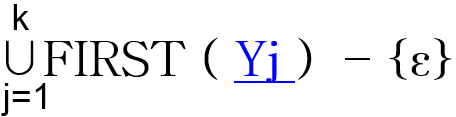 k
∪FIRST ( Yj ) − {ε}
j=1